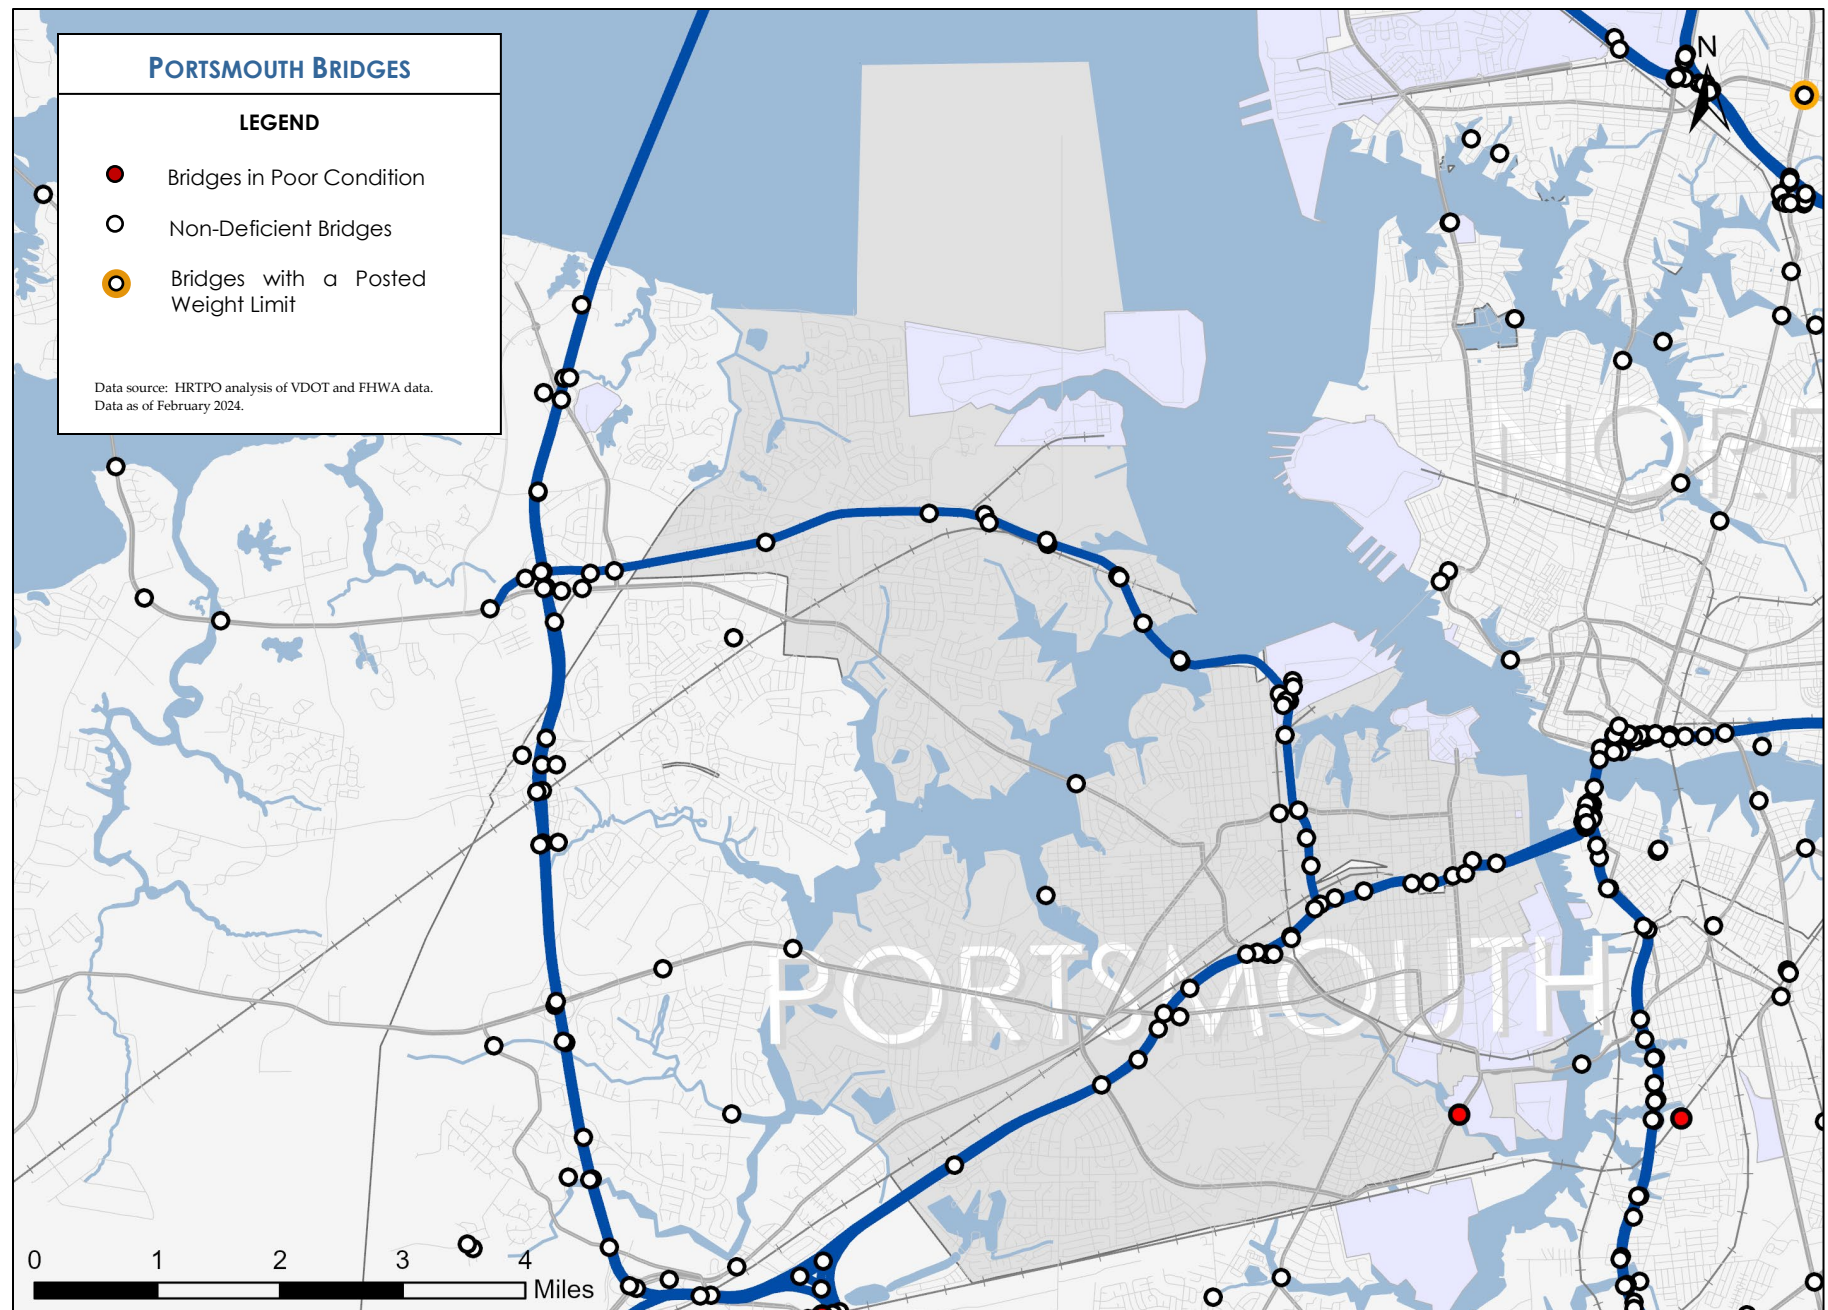 PORTSMOUTH BRIDGES
LEGEND
Bridges in Poor Condition
Non-Deficient Bridges
Bridges with a Posted
Weight Limit
Data source: HRTPO analysis of VDOT and FHWA data.
Data as of February 2024.
N
NORF
PORTSMOUTH
0 1 2 3 4
Miles